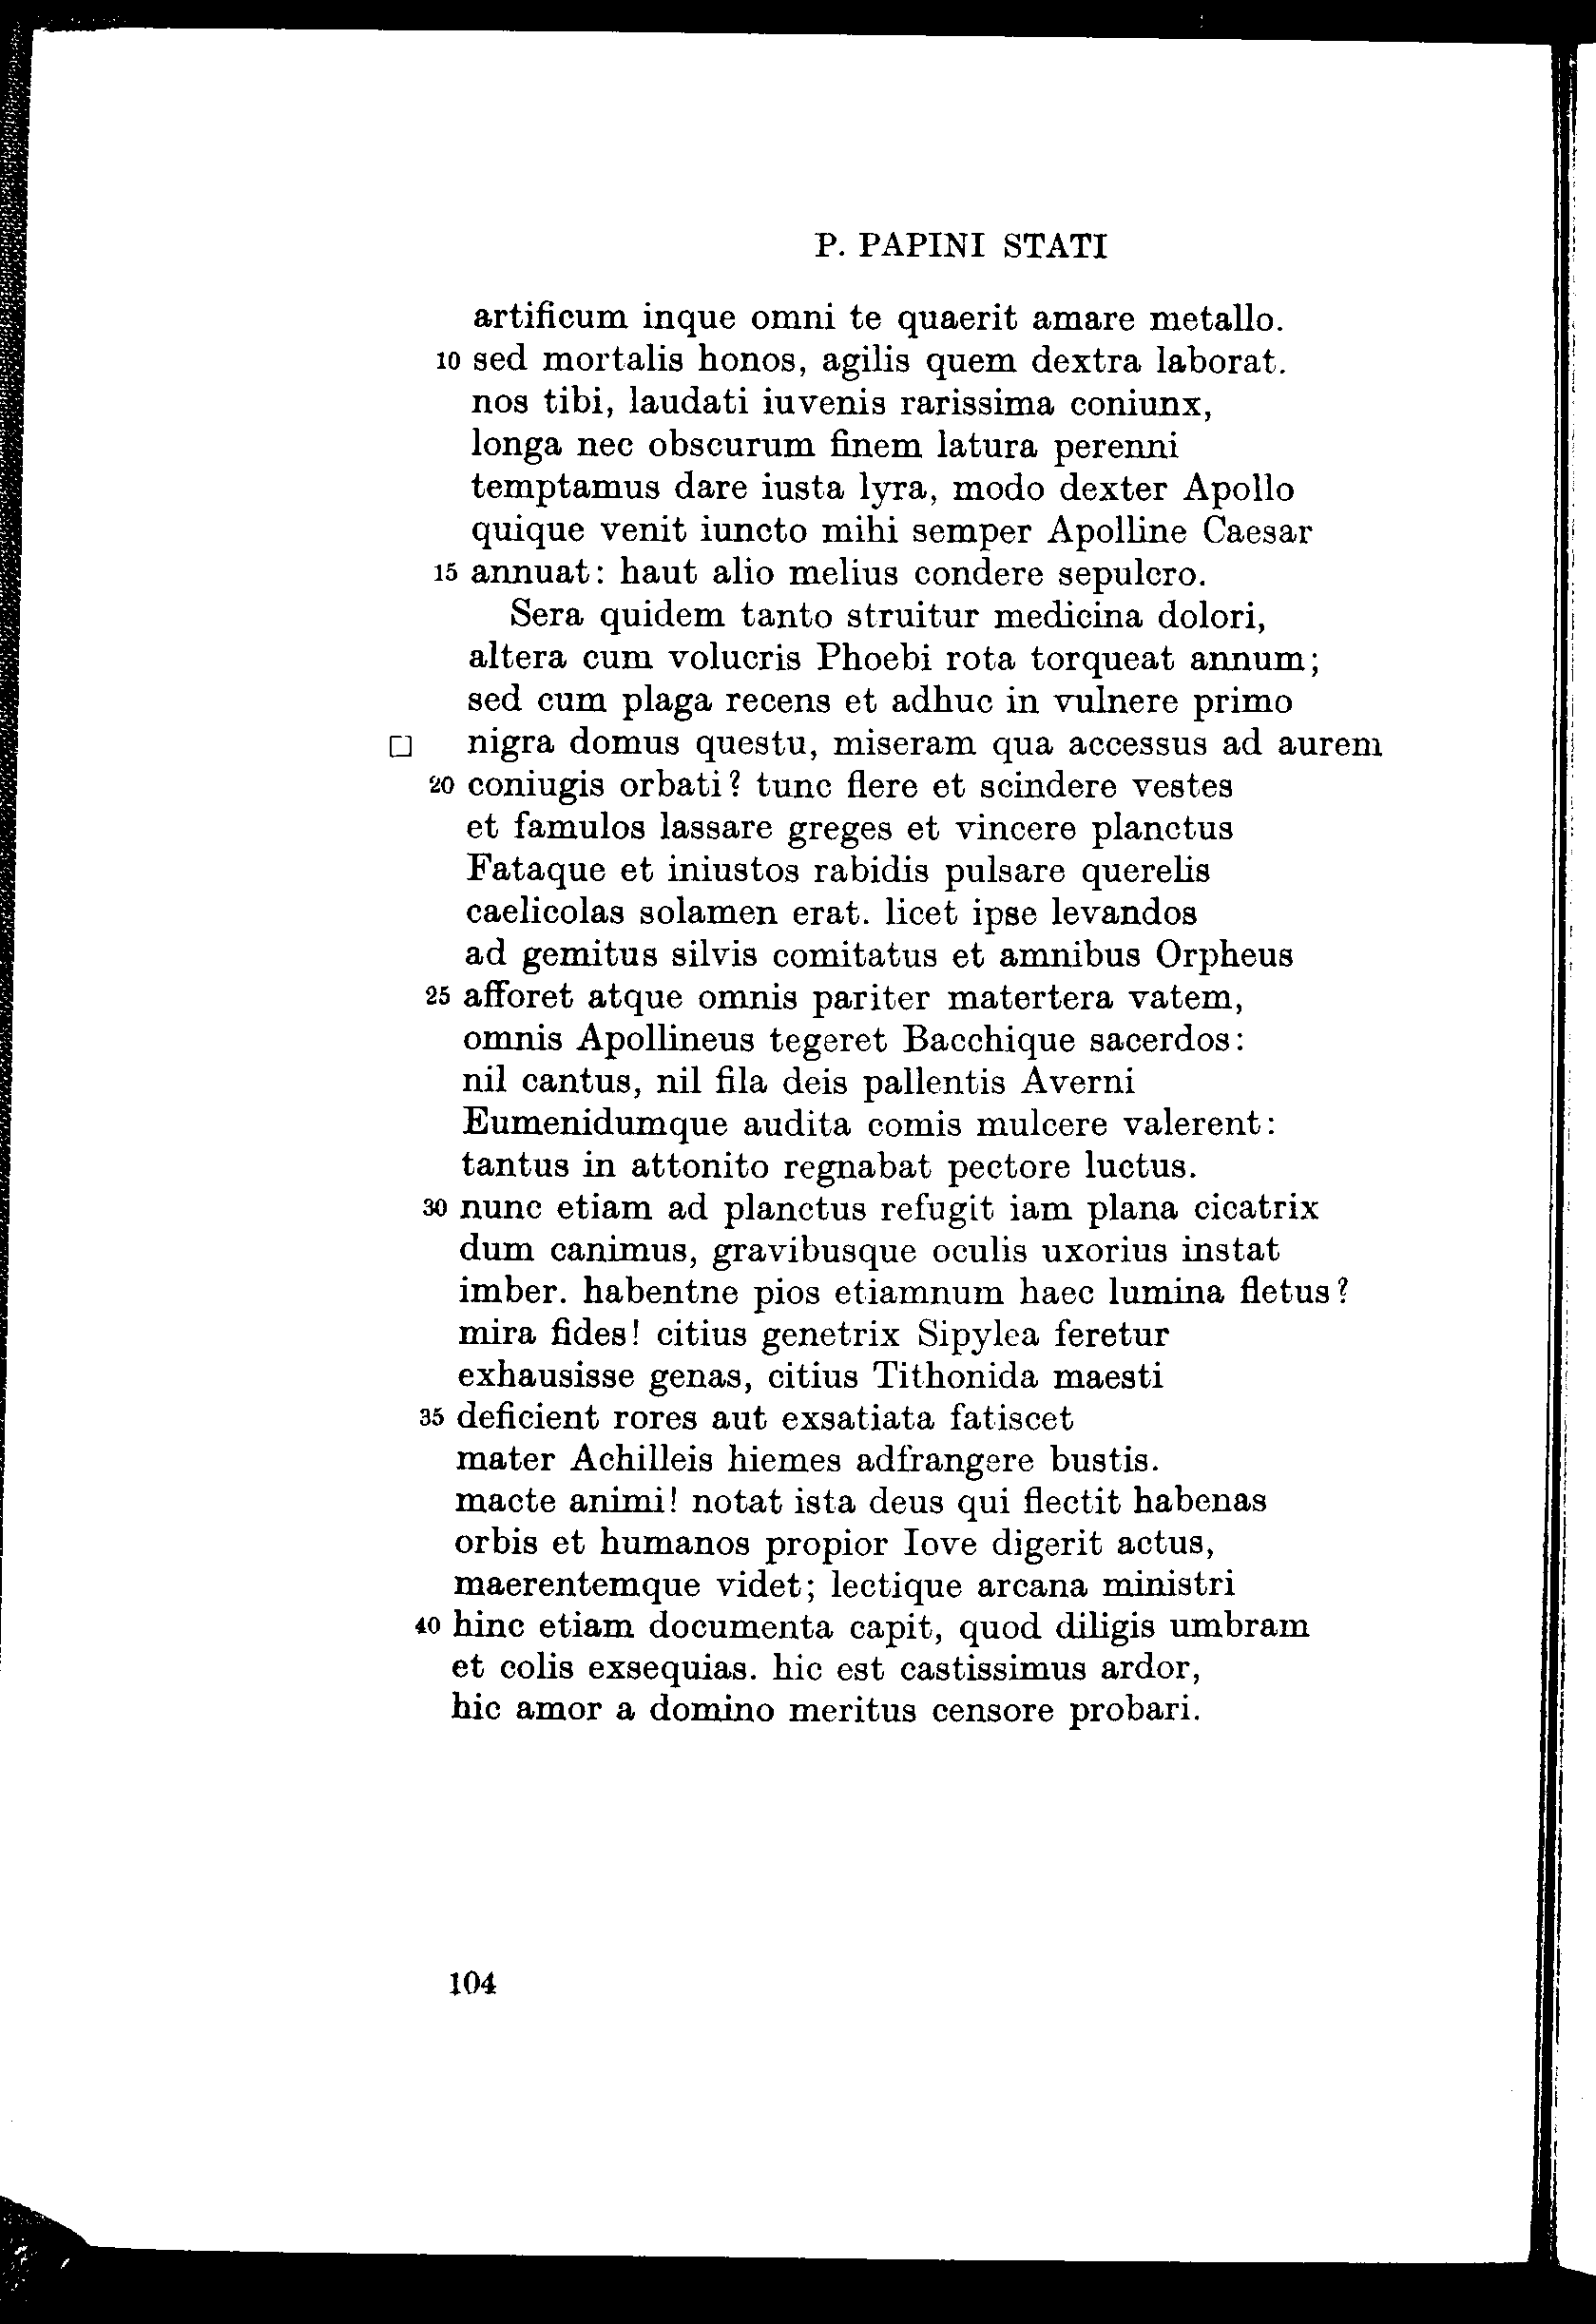 P. PAPINI STATI
artificum inque omni te quaerit amare metallo.
10 sed mortalis honos, agilis quem dextra laborat.
nos tibi, laudati iuvenis rarissima coniunx,
longa nec obscurum finem latura perenni
temptamus dare iusta lyra, modo dexter Apollo
quique venit iuncto mihi semper Apolline Caesar
15 annuat: haut alio melius condere sepulcro.
Sera quidem tanto struitur medicina dolori,
altera cum volucris Phoebi rota torqueat annum;
sed cum plaga recens et adhuc in vulnere primo
nigra domus questu, miseram qua accessus ad aurem
20 coniugis orbati? tunc flere et scindere vestes
et famulos lassare greges et vincere planctus
Fataque et iniustos rabidis pulsare querelis
caelicolas solamen erat. licet ipse levandos
ad gemitus silvis comitatus et amnibus Orpheus
25 afforet atque omnis pariter matertera vatem,
omnis Apollineus tegeret Bacchique sacerdos:
nil cantus, nil fila deis pallentis Averni
Eumenidumque audita comis mulcere valerent:
tantus in attonito regnabat pectore luctus.
30 nunc etiam ad planctus refugit iam plana cicatrix
dum canimus, gravibusque oculis uxorius instat
imber. habentne pios etiamnum haec lumina fletus?
mira fides! citius genetrix Sipylea feretur
exhausisse genas, citius Tithonida maesti
35 deficient rores aut exsatiata fatiscet
mater Achilleis hiemes adfrangere bustis.
macte animi! notat ista deus qui flectit habenas
orbis et humanos propior Iove digerit actus,
maerentemque videt; lectique arcana ministri
40 hinc etiam documenta capit, quod diligis umbram
et colis exsequias. hic est castissimus ardor,
hic amor a domino meritus censore probari.
104